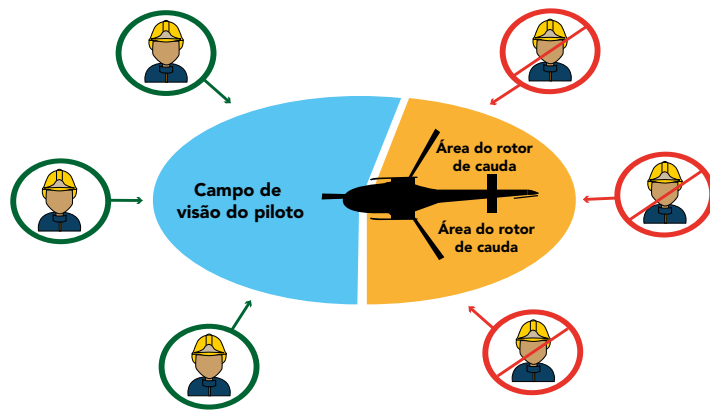 Campo de
visão do piloto
Área do rotor
de cauda
Área do rotor
de cauda